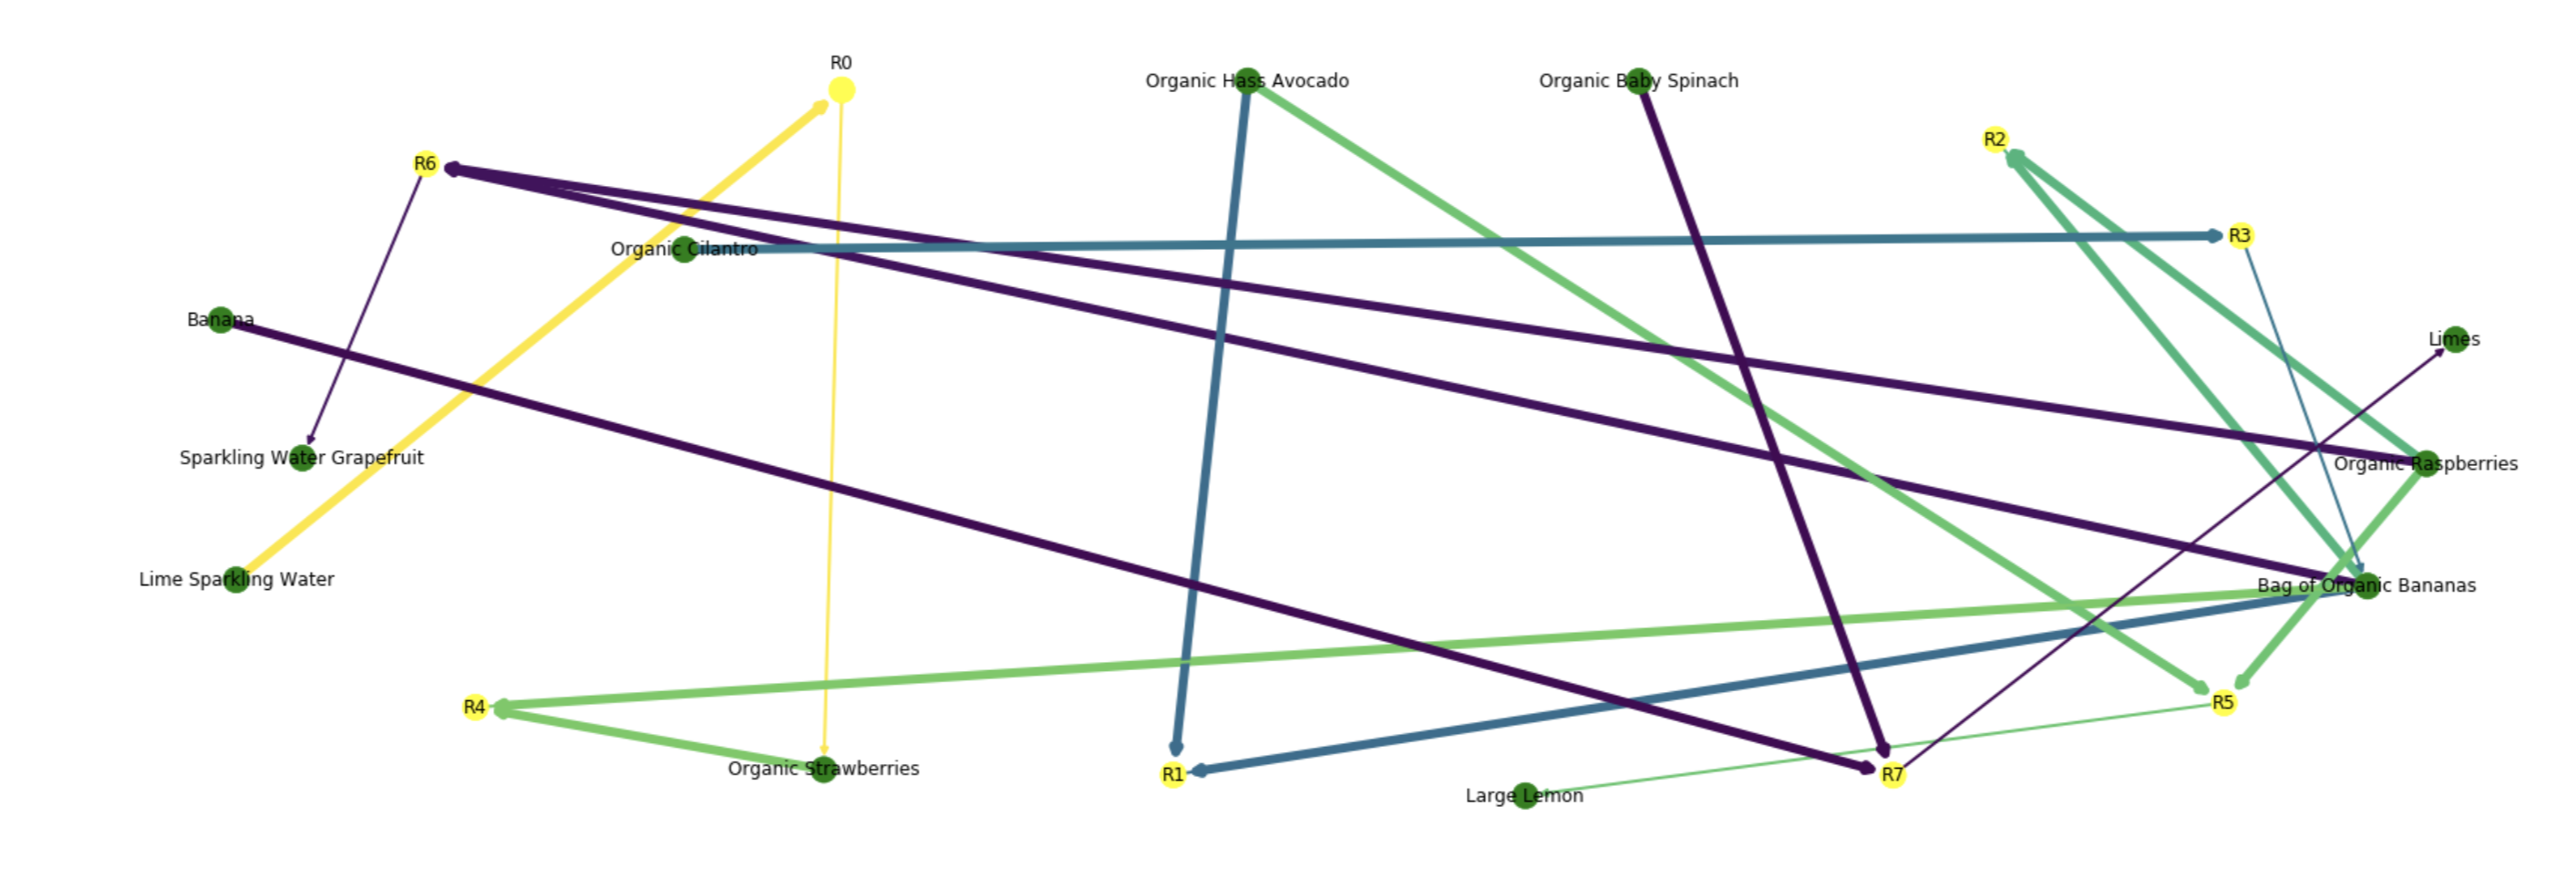 R0
Organic Hass Avocado
Organic Baby Spinach
R2
R6
R3
Organic Cilantro
Banana
Limes
Sparkling Water Grapefruit
Organic Raspberries
Lime Sparkling Water
Bag of Organic Bananas
R5
R4
Organic Strawberries
R1
R7
Large Lemon